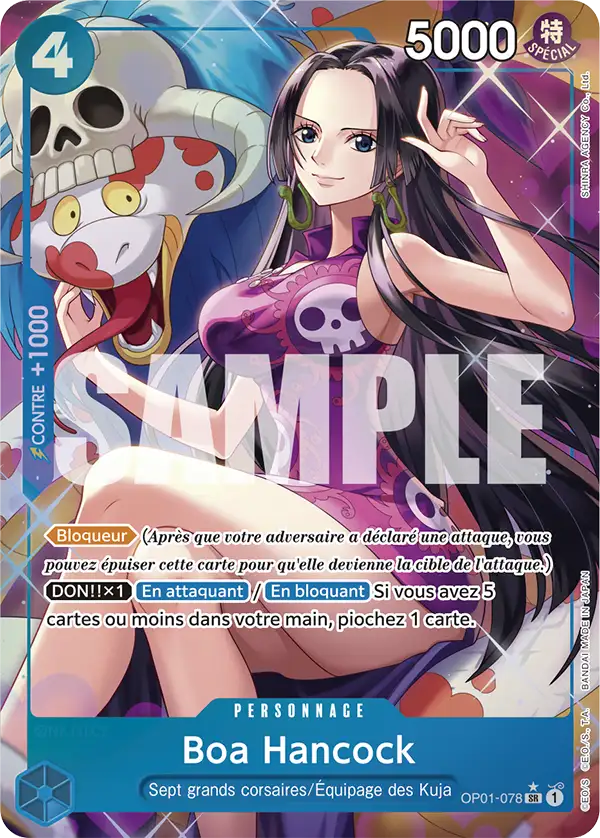 4
5000
特
SPÉCIAL
SHINRA AGENCY Co., Ltd.
CONTRE +1000
SAMPLE
Bloqueur (Après que votre adversaire a déclaré une attaque, vous
pouvez épuiser cette carte pour qu'elle devienne la cible de l'attaque.)
DON!!×1 En attaquant / En bloquant Si vous avez 5
cartes ou moins dans votre main, piochez 1 carte.
BANDAI MADE IN JAPAN
©E.O./S., T.A.
©ED/S
PERSONNAGE
Boa Hancock
Sept grands corsaires/Équipage des Kuja
OP01-078 SR 1